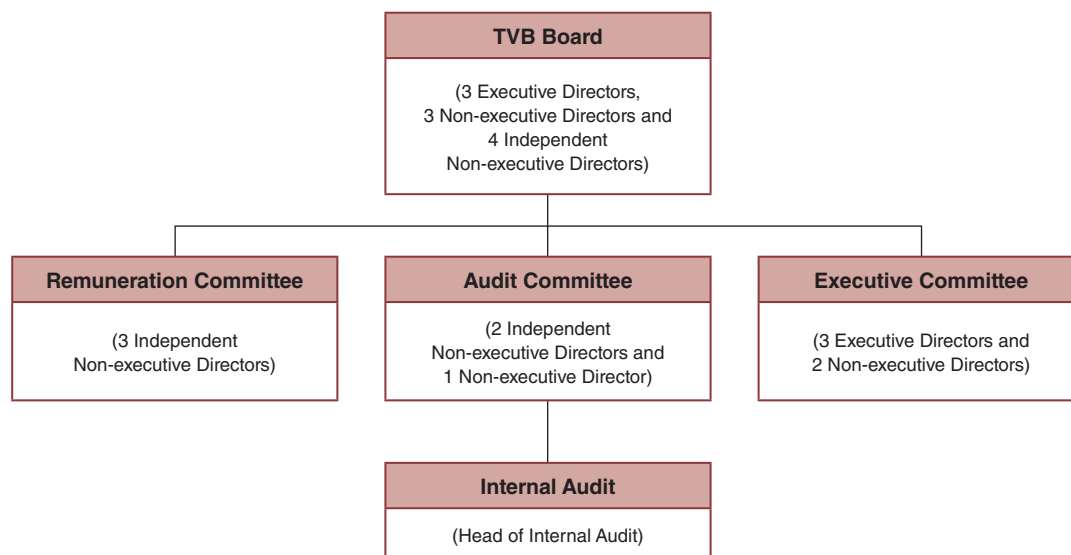 TVB Board
(3 Executive Directors,
3 Non-executive Directors and
4 Independent
Non-executive Directors)
Remuneration Committee
(3 Independent
Non-executive Directors)
Audit Committee
(2 Independent
Non-executive Directors and
1 Non-executive Director)
Executive Committee
(3 Executive Directors and
2 Non-executive Directors)
Internal Audit
(Head of Internal Audit)